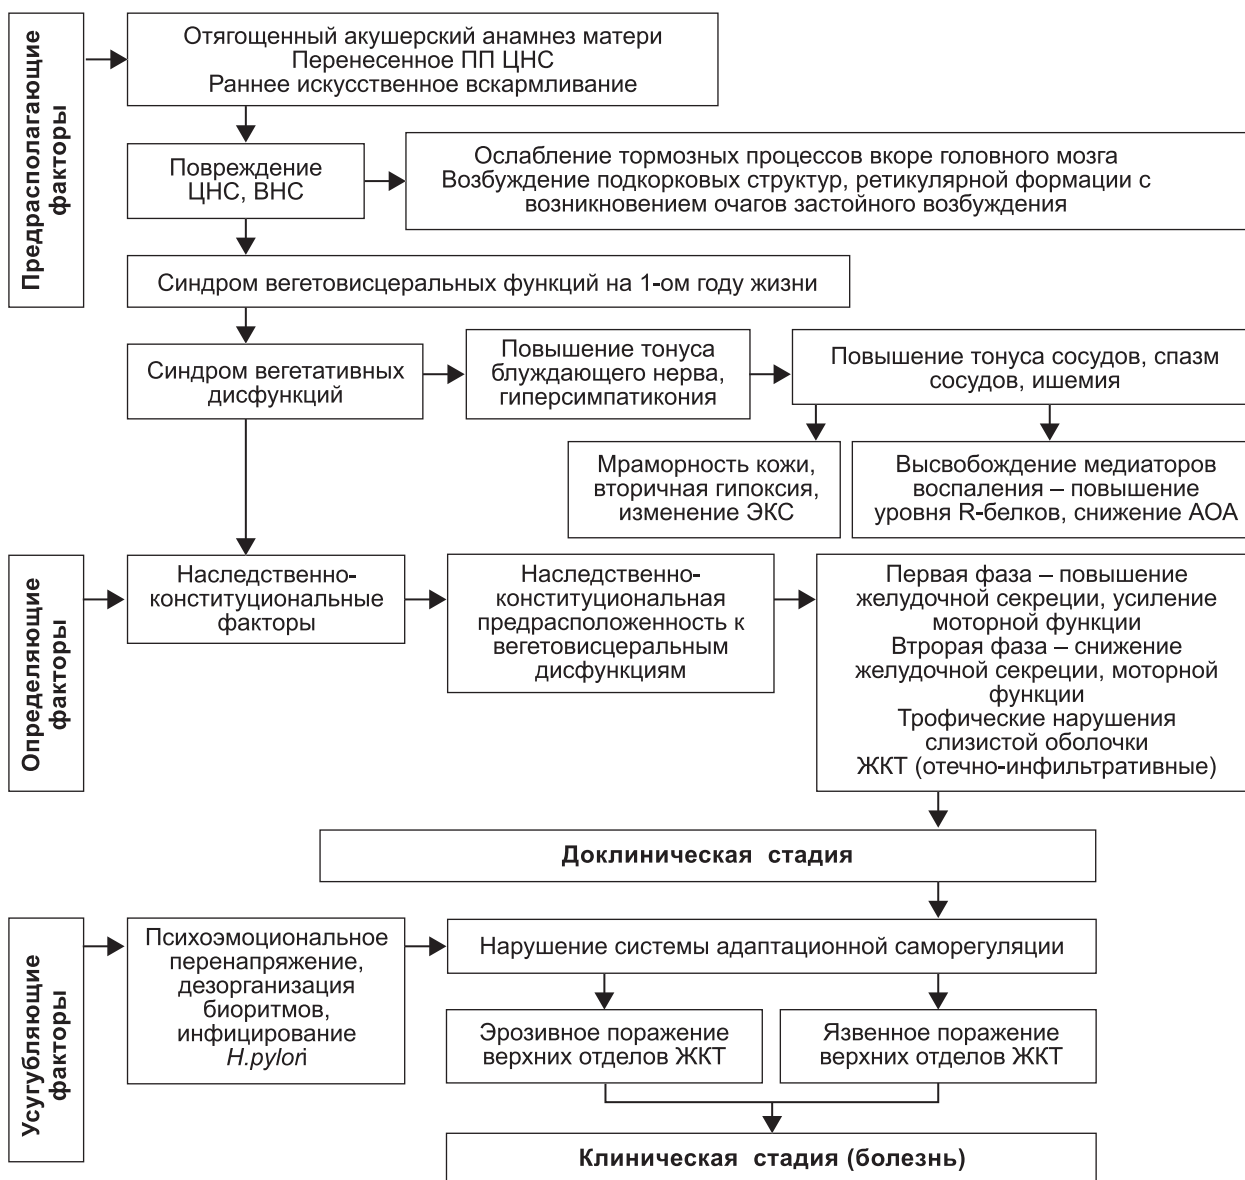 Предрасполагающие
факторы
Отягощенный акушерский анамнез матери
Перенесенное ПП ЦНС
Раннее искусственное вскармливание
Повреждение
ЦНС, ВНС
Ослабление тормозных процессов вкоре головного мозга
Возбуждение подкорковых структур, ретикулярной формации с
возникновением очагов застойного возбуждения
Синдром вегетовисцеральных функций на 1-ом году жизни
Синдром вегетативных
дисфункций
Повышение тонуса
блуждающего нерва,
гиперсимпатикония
Повышение тонуса сосудов, спазм
сосудов, ишемия
Мраморность кожи,
вторичная гипоксия,
изменение ЭКС
Высвобождение медиаторов
воспаления – повышение
уровня R-белков, снижение АОА
Определяющие
факторы
Наследственно-
конституциональные
факторы
Наследственно-
конституциональная
предрасположенность к
вегетовисцеральным
дисфункциям
Первая фаза – повышение
желудочной секреции, усиление
моторной функции
Втрорая фаза – снижение
желудочной секреции, моторной
функции
Трофические нарушения
слизистой оболочки
ЖКТ (отечно-инфильтративные)
Доклиническая стадия
Усугубляющие
факторы
Психоэмоциональное
перенапряжение,
дезорганизация
биоритмов,
инфицирование
H.pylori
Нарушение системы адаптационной саморегуляции
Эрозивное поражение
верхних отделов ЖКТ
Язвенное поражение
верхних отделов ЖКТ
Клиническая стадия (болезнь)